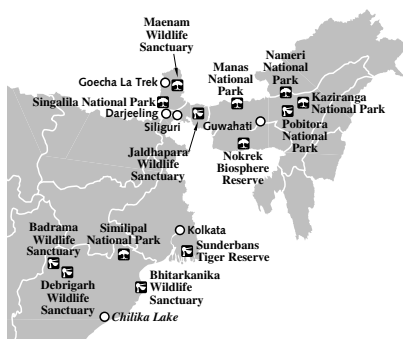 Maenam
Wildlife
Sanctuary
Goecha La Trek
Singalila National Park
Darjeeling
Siliguri
Jaldhapara
Wildlife
Sanctuary
Manas
National
Park
Guwahati
Nameri
National
Park
Kaziranga
National Park
Pobitora
National
Park
Nokrek
Biosphere
Reserve
Kolkata
Sunderbans
Tiger Reserve
Badrama
Wildlife
Sanctuary
Similipal
National Park
Debrigarh
Wildlife
Sanctuary
Bhitarkanika
Wildlife
Sanctuary
Chilika Lake